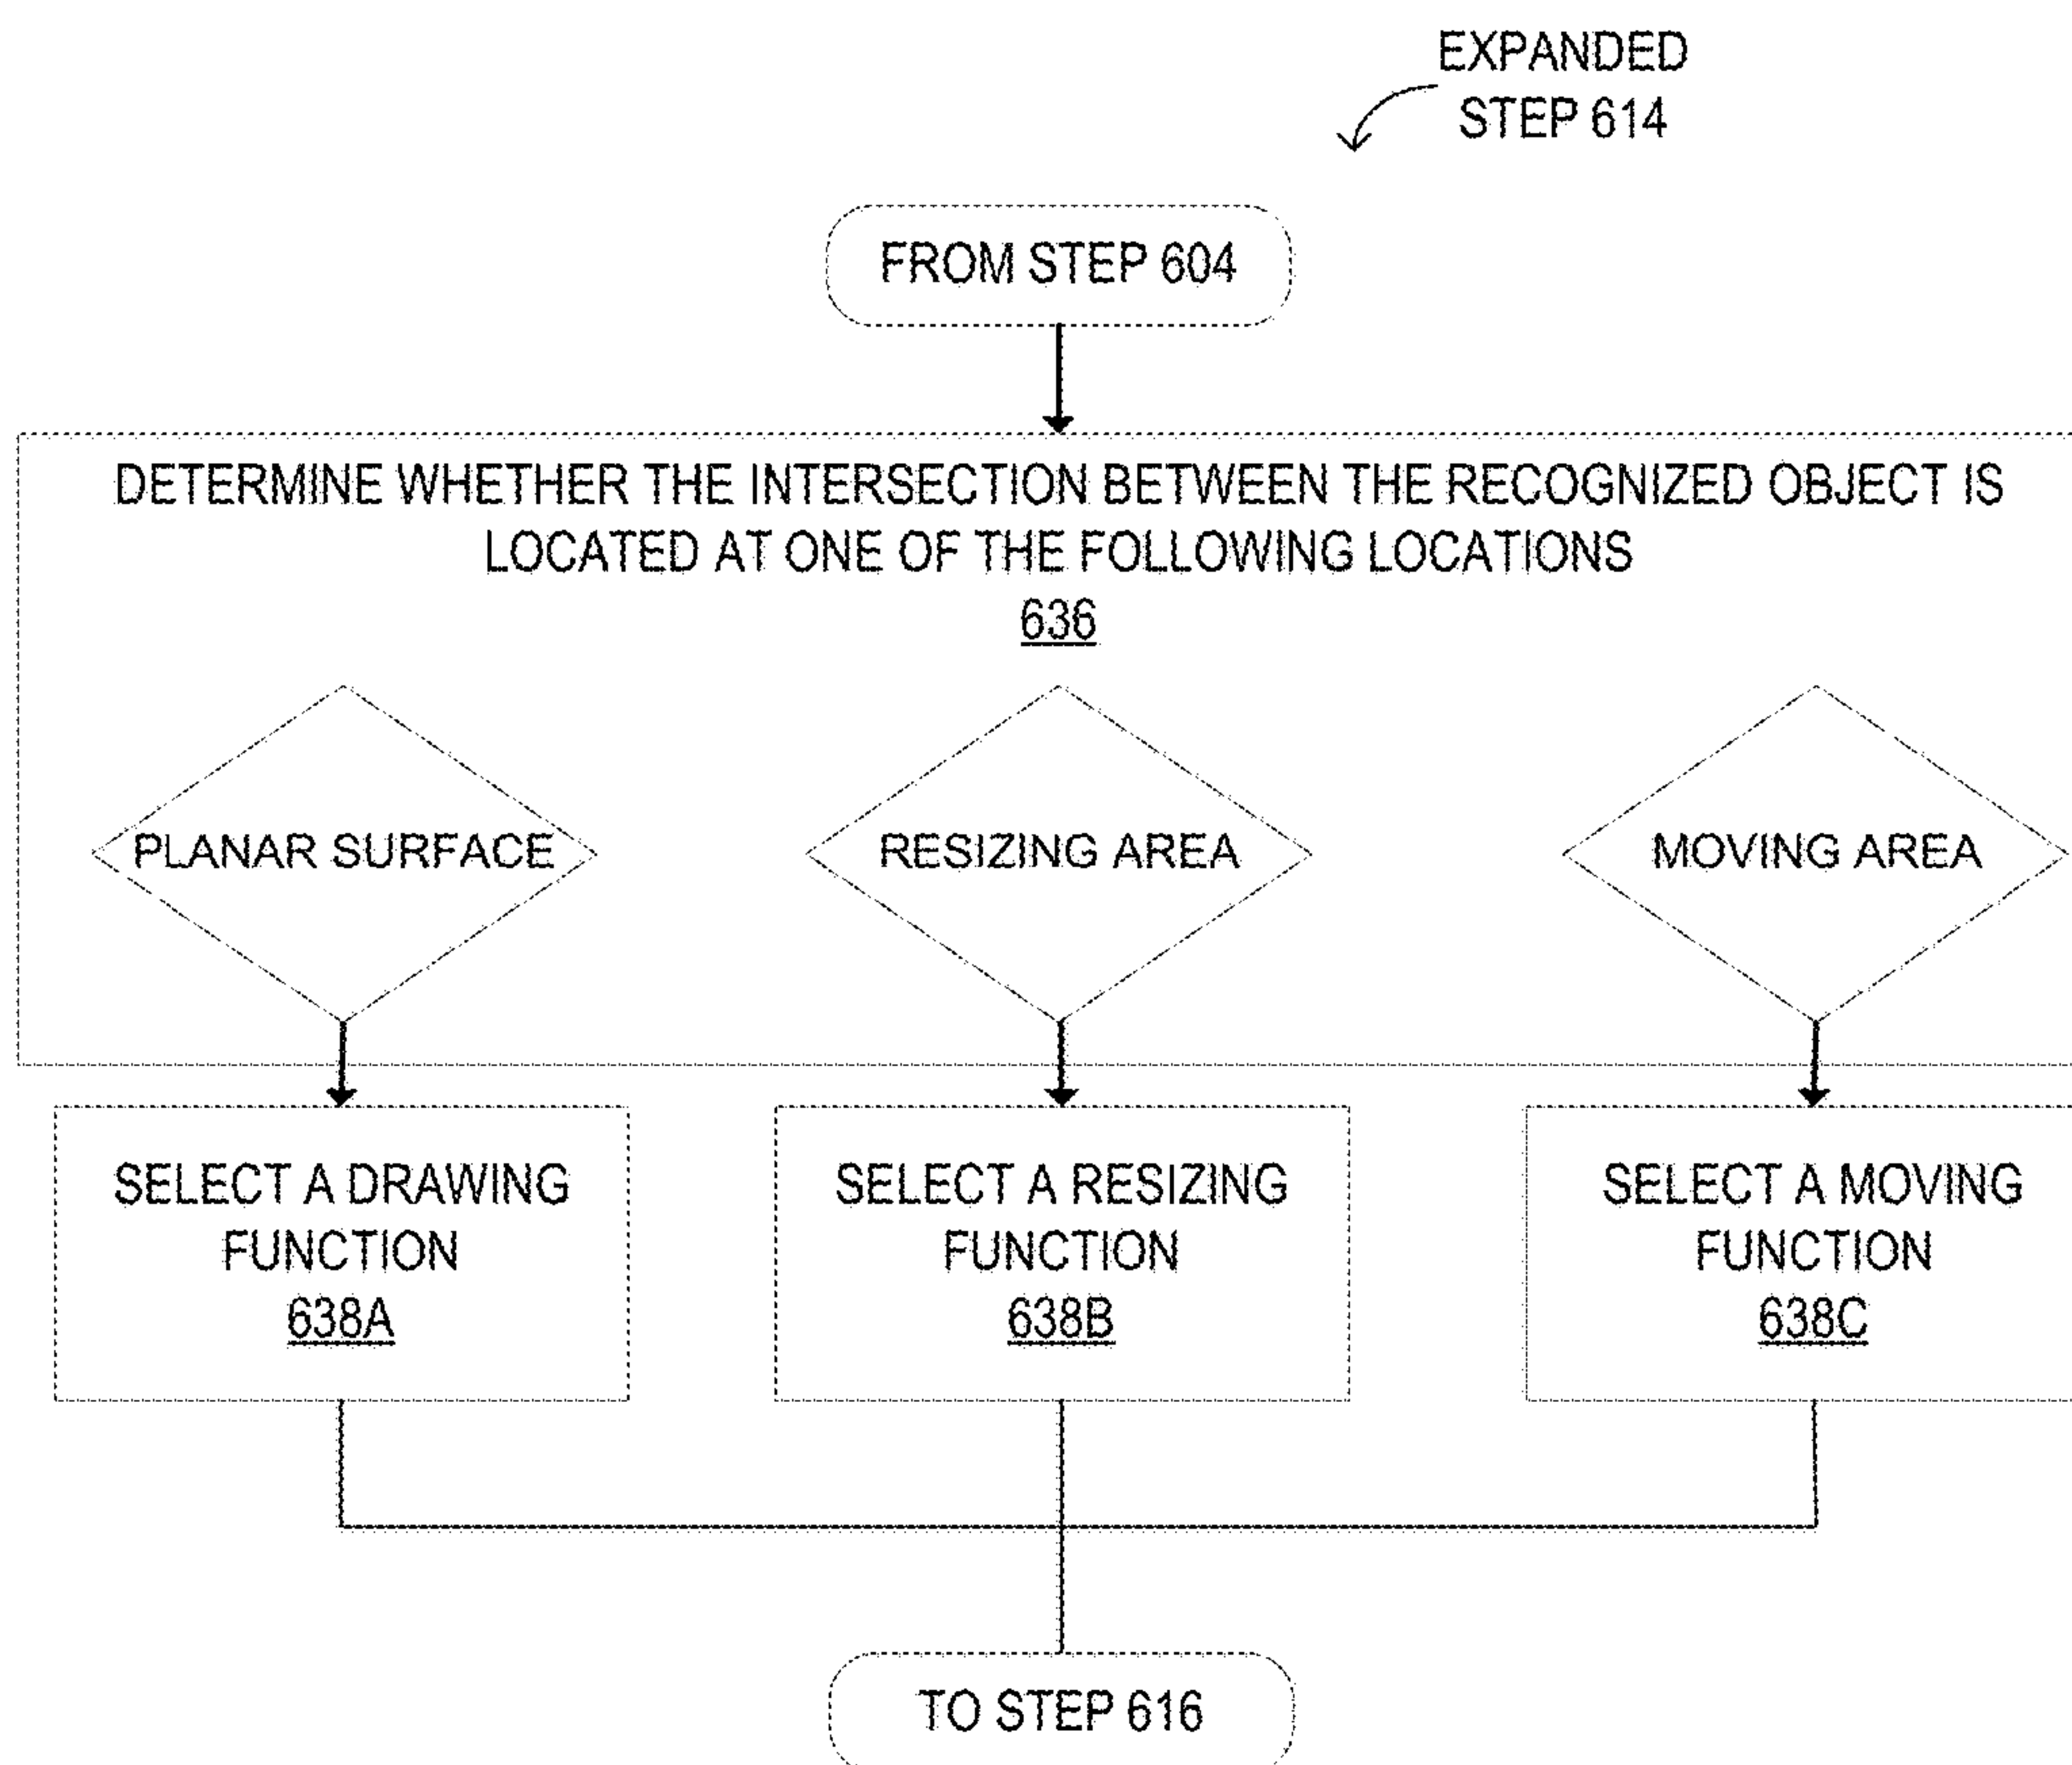 EXPANDED
STEP 614
FROM STEP 604
DETERMINE WHETHER THE INTERSECTION BETWEEN THE RECOGNIZED OBJECT IS
LOCATED AT ONE OF THE FOLLOWING LOCATIONS
636
PLANAR SURFACE
RESIZING AREA
MOVING AREA
SELECT A DRAWING
FUNCTION
638A
SELECT A RESIZING
FUNCTION
638B
SELECT A MOVING
FUNCTION
638C
TO STEP 616